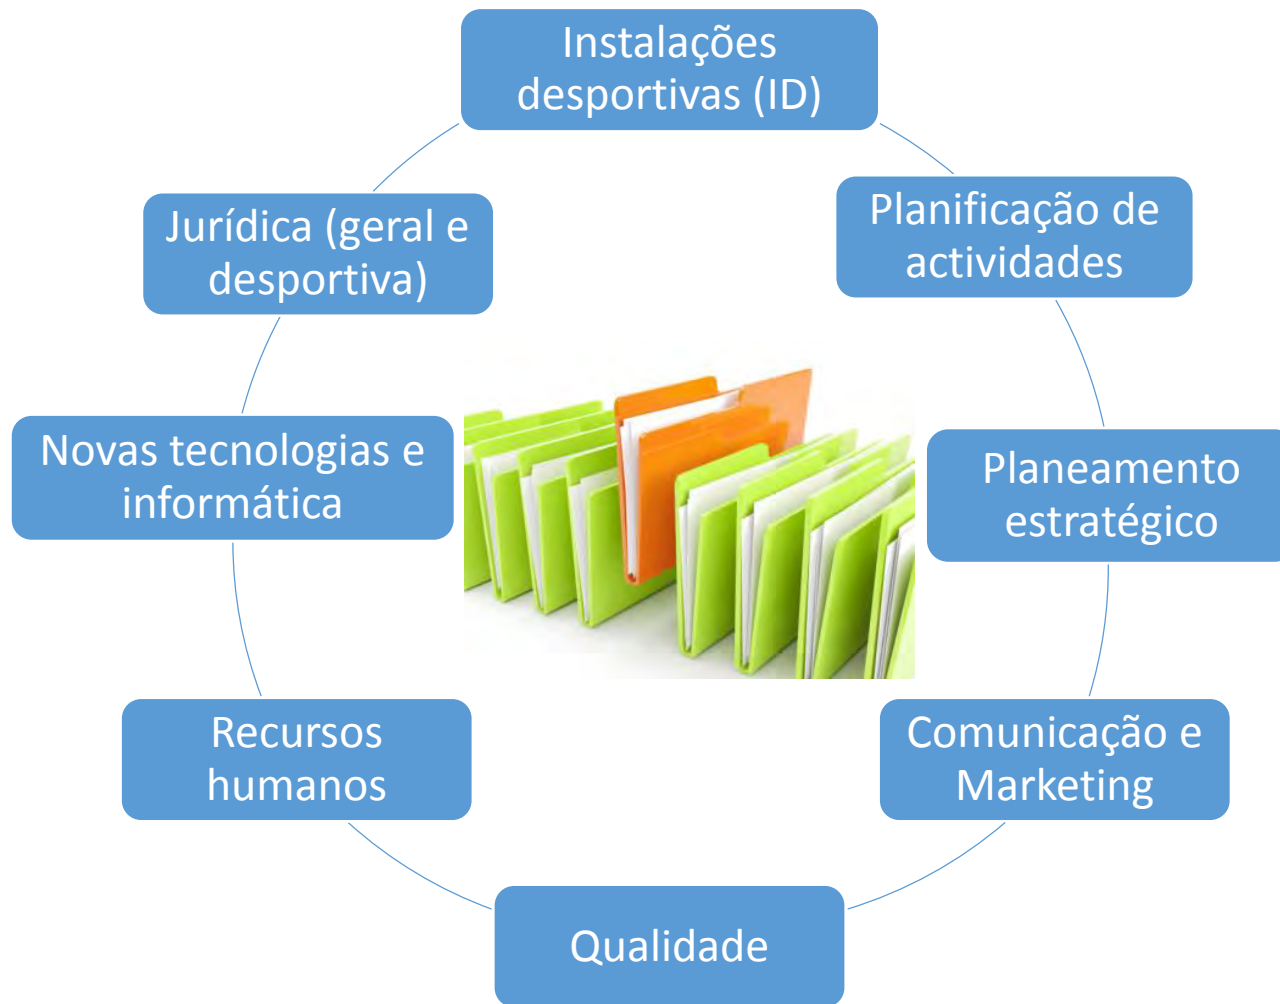 Instalações
desportivas (ID)
Planificação de
actividades
Planeamento
estratégico
Comunicação e
Marketing
Qualidade
Recursos
humanos
Novas tecnologias e
informática
Jurídica (geral e
desportiva)